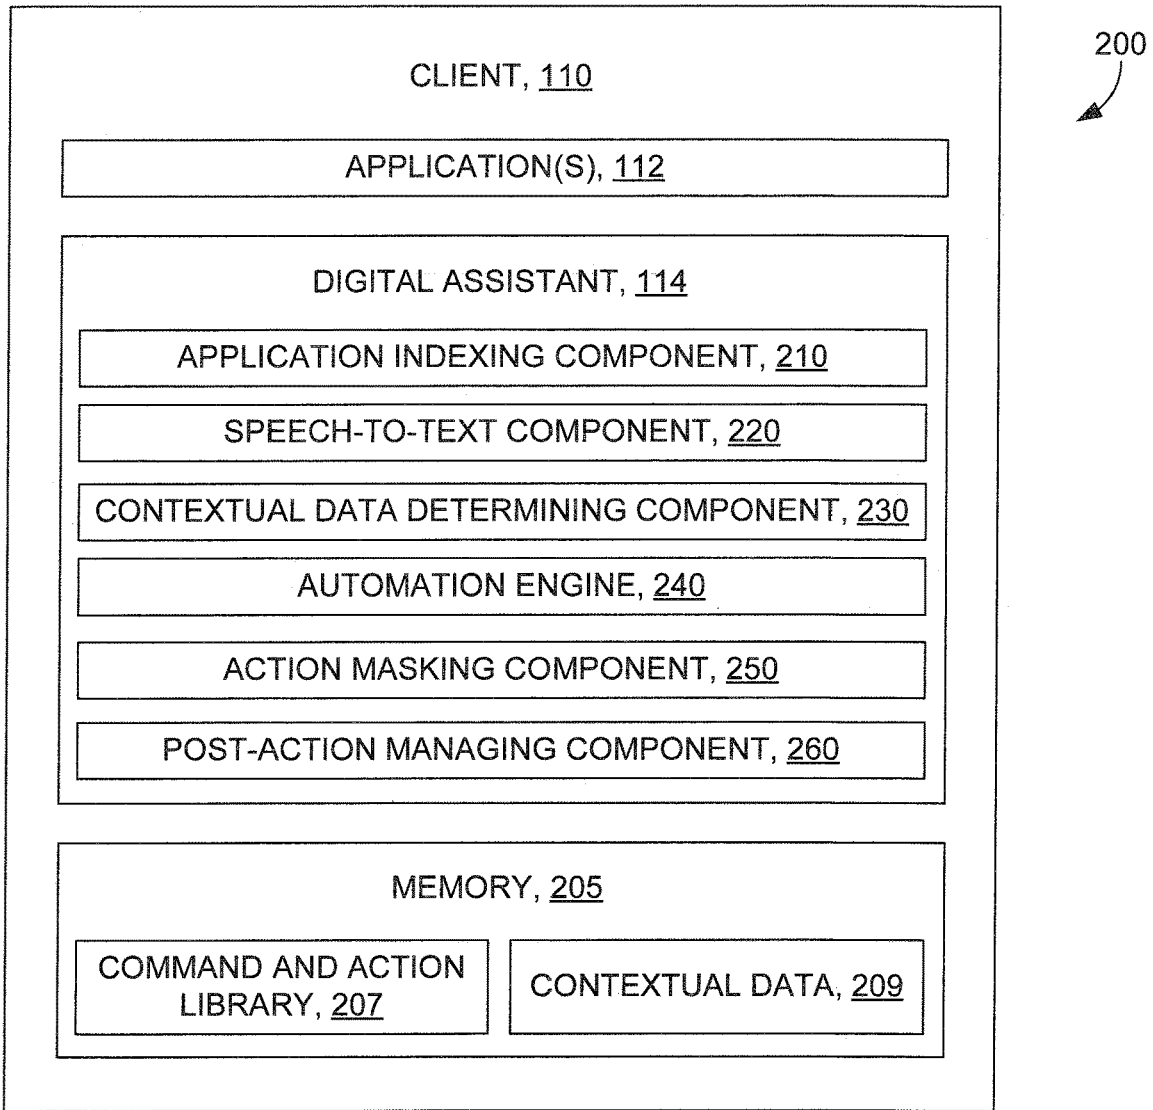 200
CLIENT, 110
APPLICATION(S), 112
DIGITAL ASSISTANT, 114
APPLICATION INDEXING COMPONENT, 210
SPEECH-TO-TEXT COMPONENT, 220
CONTEXTUAL DATA DETERMINING COMPONENT, 230
AUTOMATION ENGINE, 240
ACTION MASKING COMPONENT, 250
POST-ACTION MANAGING COMPONENT, 260
MEMORY, 205
COMMAND AND ACTION
LIBRARY, 207
CONTEXTUAL DATA, 209